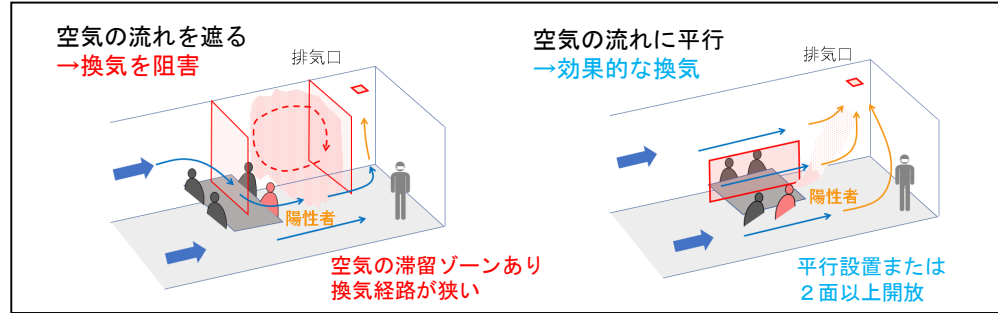 空気の流れを遮る
→換気を阻害
排気口
陽性者
空気の滞留ゾーンあり
換気経路が狭い
空気の流れに平行
→効果的な換気
排気口
陽性者
平行設置または
２面以上開放